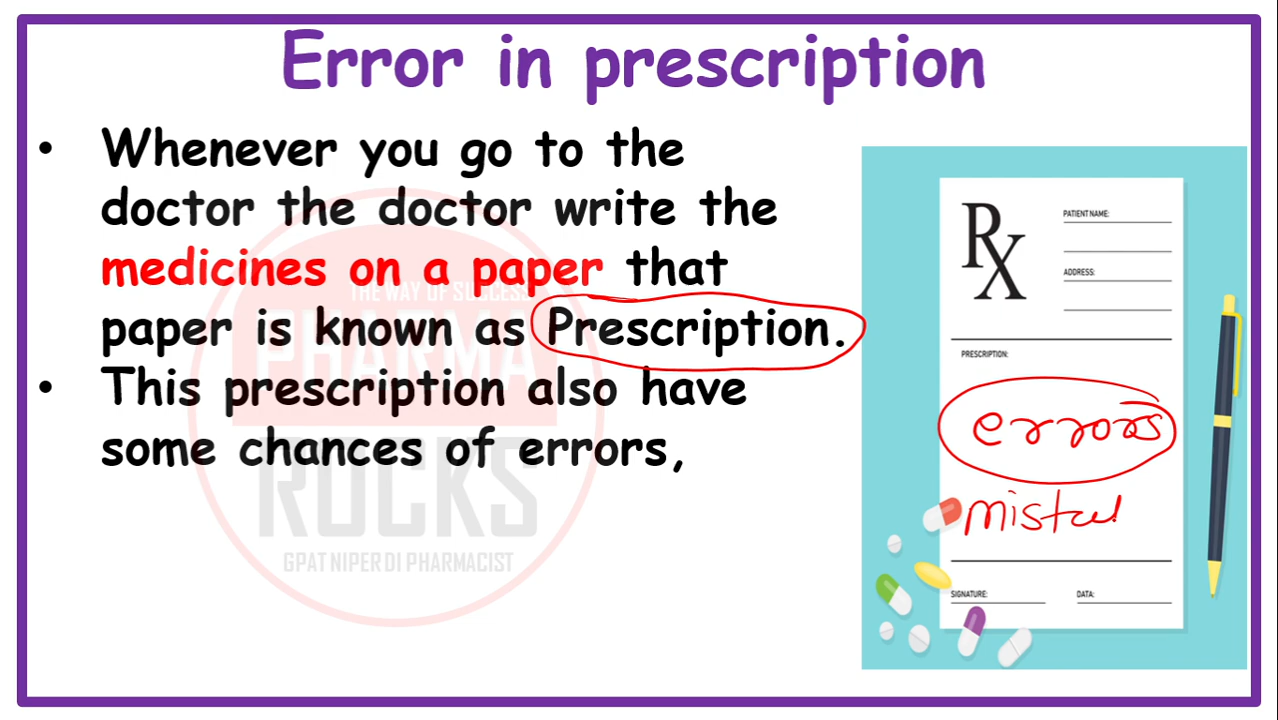 Error in prescription
• Whenever you go to the
doctor the doctor write the
medicines on a paper that
paper is known as Prescription.
• This prescription also have
some chances of errors,
THE WAY OF SUCCESS
PHARMA
ROCKS
GPAT NIPER DI PHARMACIST
Rx
PATIENT NAME:
ADDRESS:
PRESCRIPTION:
errors
SIGNATURE:
DATA: